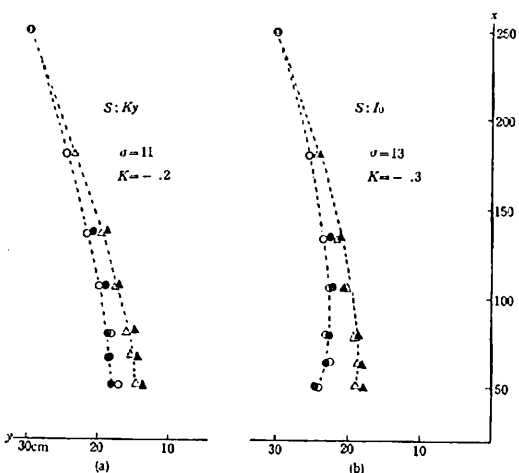 x
250
S: Ky
S: I₀
200
σ=11
σ=13
K=− .2
K=− .3
150
100
50
y
30cm
20
10
30
20
10
(a)
(b)